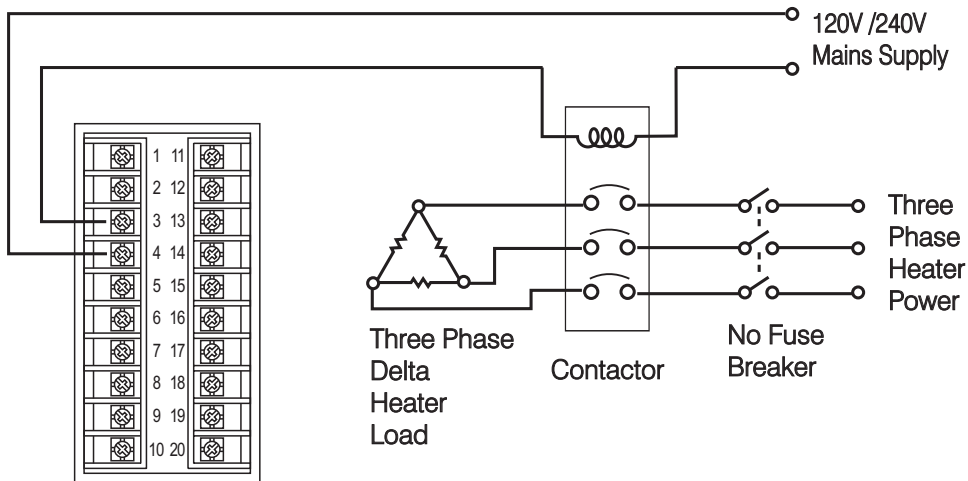 120V /240V
Mains Supply
1 11
2 12
3 13
4 14
5 15
6 16
7 17
8 18
9 19
10 20
Three
Phase
Heater
Power
Three Phase
Delta
Heater
Load
Contactor
No Fuse
Breaker